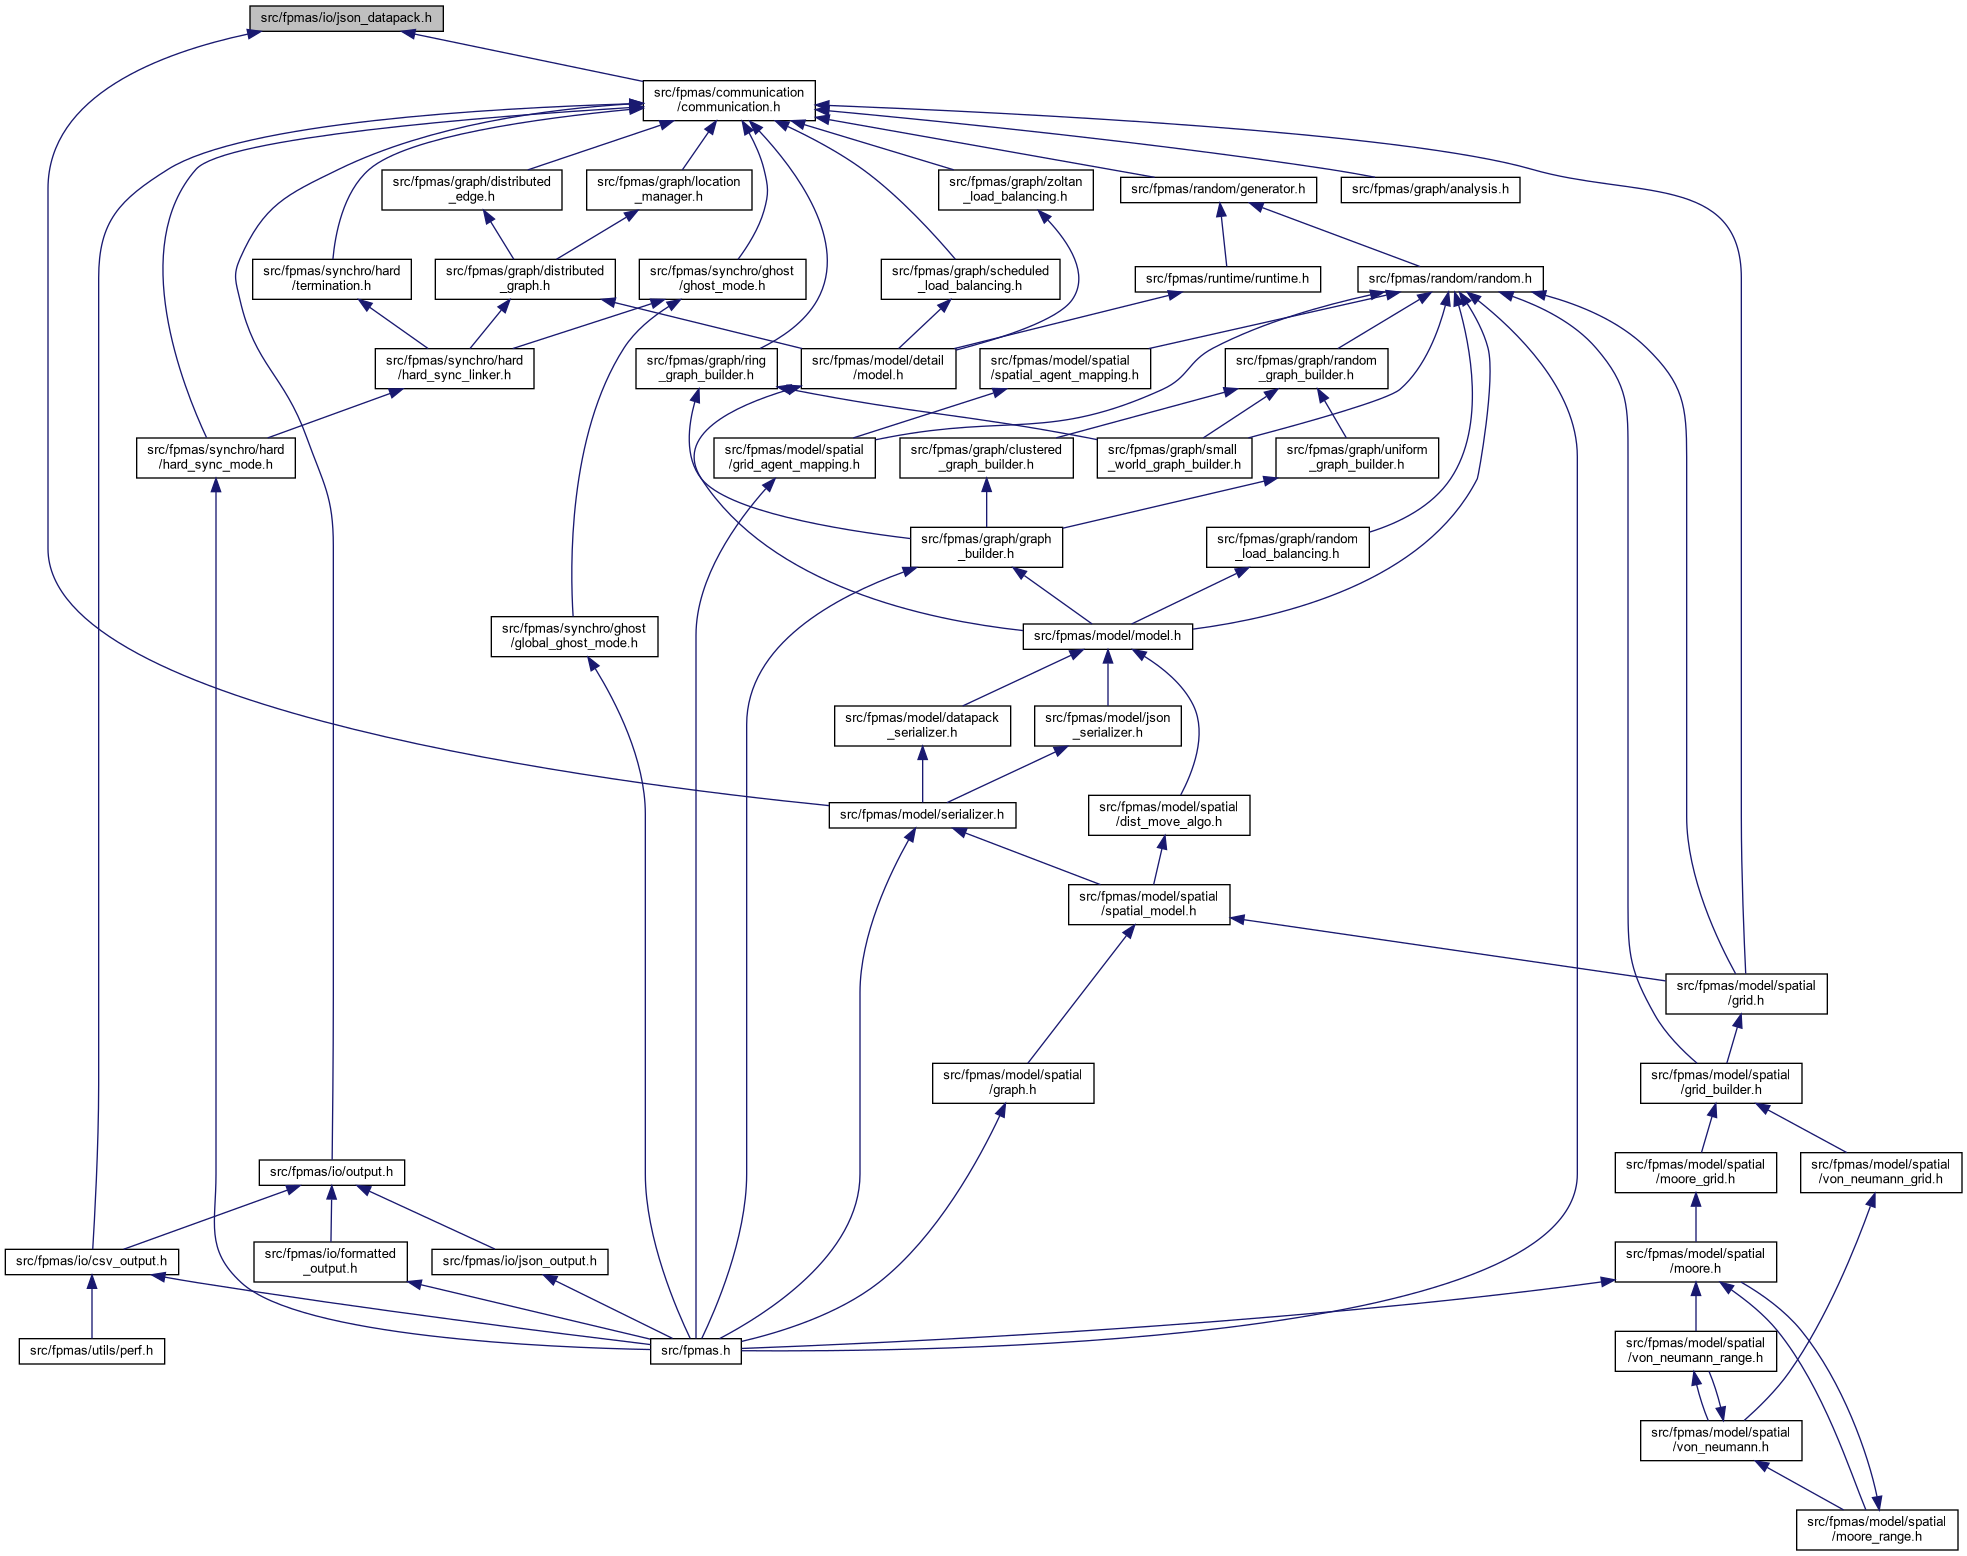 src/fpmas/io/json_datapack.h
src/fpmas/communication
/communication.h
src/fpmas/graph/distributed
_edge.h
src/fpmas/graph/location
_manager.h
src/fpmas/graph/zoltan
_load_balancing.h
src/fpmas/random/generator.h
src/fpmas/graph/analysis.h
src/fpmas/synchro/hard
/termination.h
src/fpmas/graph/distributed
_graph.h
src/fpmas/synchro/ghost
/ghost_mode.h
src/fpmas/graph/scheduled
_load_balancing.h
src/fpmas/runtime/runtime.h
src/fpmas/random/random.h
src/fpmas/synchro/hard
/hard_sync_linker.h
src/fpmas/graph/ring
_graph_builder.h
src/fpmas/model/detail
/model.h
src/fpmas/model/spatial
/spatial_agent_mapping.h
src/fpmas/graph/random
_graph_builder.h
src/fpmas/synchro/hard
/hard_sync_mode.h
src/fpmas/model/spatial
/grid_agent_mapping.h
src/fpmas/graph/clustered
_graph_builder.h
src/fpmas/graph/small
_world_graph_builder.h
src/fpmas/graph/uniform
_graph_builder.h
src/fpmas/graph/graph
_builder.h
src/fpmas/graph/random
_load_balancing.h
src/fpmas/synchro/ghost
/global_ghost_mode.h
src/fpmas/model/model.h
src/fpmas/model/datapack
_serializer.h
src/fpmas/model/json
_serializer.h
src/fpmas/model/serializer.h
src/fpmas/model/spatial
/dist_move_algo.h
src/fpmas/model/spatial
/spatial_model.h
src/fpmas/model/spatial
/grid.h
src/fpmas/model/spatial
/graph.h
src/fpmas/model/spatial
/grid_builder.h
src/fpmas/io/output.h
src/fpmas/model/spatial
/moore_grid.h
src/fpmas/model/spatial
/von_neumann_grid.h
src/fpmas/io/csv_output.h
src/fpmas/io/formatted
_output.h
src/fpmas/io/json_output.h
src/fpmas/model/spatial
/moore.h
src/fpmas/utils/perf.h
src/fpmas.h
src/fpmas/model/spatial
/von_neumann_range.h
src/fpmas/model/spatial
/von_neumann.h
src/fpmas/model/spatial
/moore_range.h